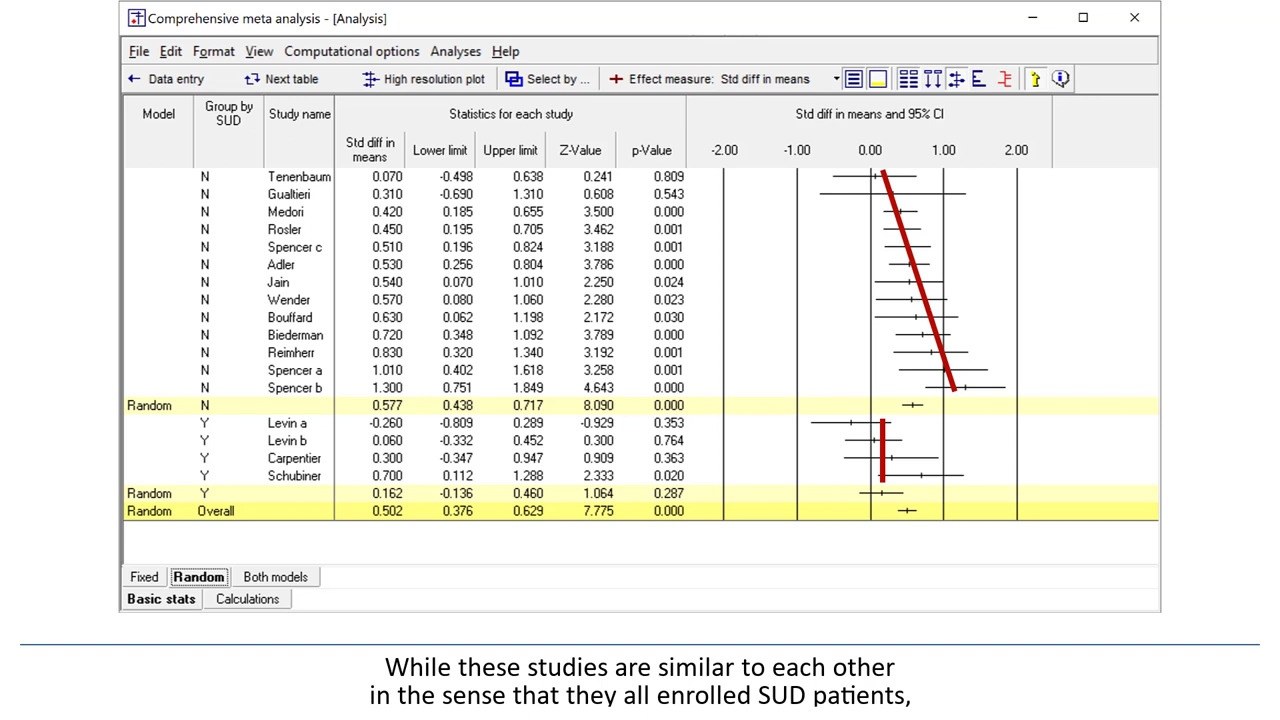 Comprehensive meta analysis - [Analysis]
File Edit Format View Computational options Analyses Help
Data entry Next table High resolution plot Select by ... Effect measure: Std diff in means
Model Group by SUD Study name Statistics for each study Std diff in means and 95% CI
Std diff in means Lower limit Upper limit Z-Value p-Value -2.00 -1.00 0.00 1.00 2.00
N Tenenbaum 0.070 -0.498 0.638 0.241 0.809
N Gualtieri 0.310 -0.690 1.310 0.608 0.543
N Medori 0.420 0.185 0.655 3.500 0.000
N Rosler 0.450 0.195 0.705 3.462 0.001
N Spencer c 0.510 0.196 0.824 3.188 0.001
N Adler 0.530 0.256 0.804 3.786 0.000
N Jain 0.540 0.070 1.010 2.250 0.024
N Wender 0.570 0.080 1.060 2.280 0.023
N Bouffard 0.630 0.062 1.198 2.172 0.030
N Biederman 0.720 0.348 1.092 3.789 0.000
N Reimherr 0.830 0.320 1.340 3.192 0.001
N Spencer a 1.010 0.402 1.618 3.258 0.001
N Spencer b 1.300 0.751 1.849 4.643 0.000
Random N 0.577 0.438 0.717 8.090 0.000
Y Levin a -0.260 -0.809 0.289 -0.929 0.353
Y Levin b 0.060 -0.332 0.452 0.300 0.764
Y Carpentier 0.300 -0.347 0.947 0.909 0.363
Y Schubiner 0.700 0.112 1.288 2.333 0.020
Random Y 0.162 -0.136 0.460 1.064 0.287
Random Overall 0.502 0.376 0.629 7.775 0.000
Fixed Random Both models
Basic stats Calculations
While these studies are similar to each other
in the sense that they all enrolled SUD patients,